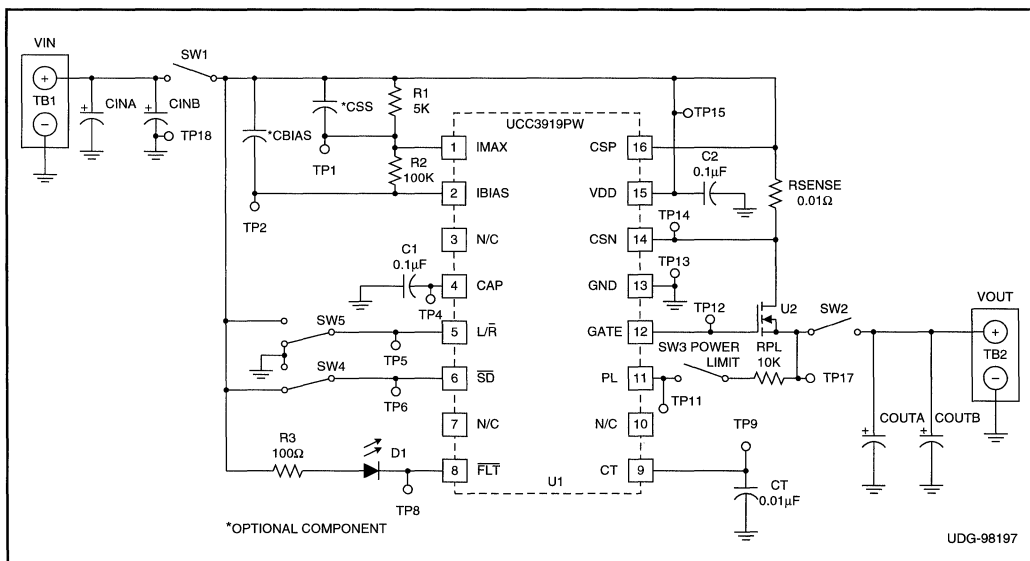 VIN
TB1
CINA
CINB
TP18
SW1
*CBIAS
TP2
*CSS
TP1
R1
5K
R2
100K
UCC3919PW
1 IMAX
2 IBIAS
3 N/C
4 CAP
5 L/R̅
6 S̅D̅
7 N/C
8 F̅L̅T̅
CSP 16
VDD 15
CSN 14
GND 13
GATE 12
PL 11
N/C 10
CT 9
U1
C1
0.1µF
TP4
SW5
TP5
SW4
TP6
R3
100Ω
D1
TP8
TP15
C2
0.1µF
RSENSE
0.01Ω
TP14
TP13
TP12
U2
SW2
SW3 POWER
LIMIT
RPL
10K
TP11
TP17
TP9
CT
0.01µF
COUTA
COUTB
VOUT
TB2
*OPTIONAL COMPONENT
UDG-98197